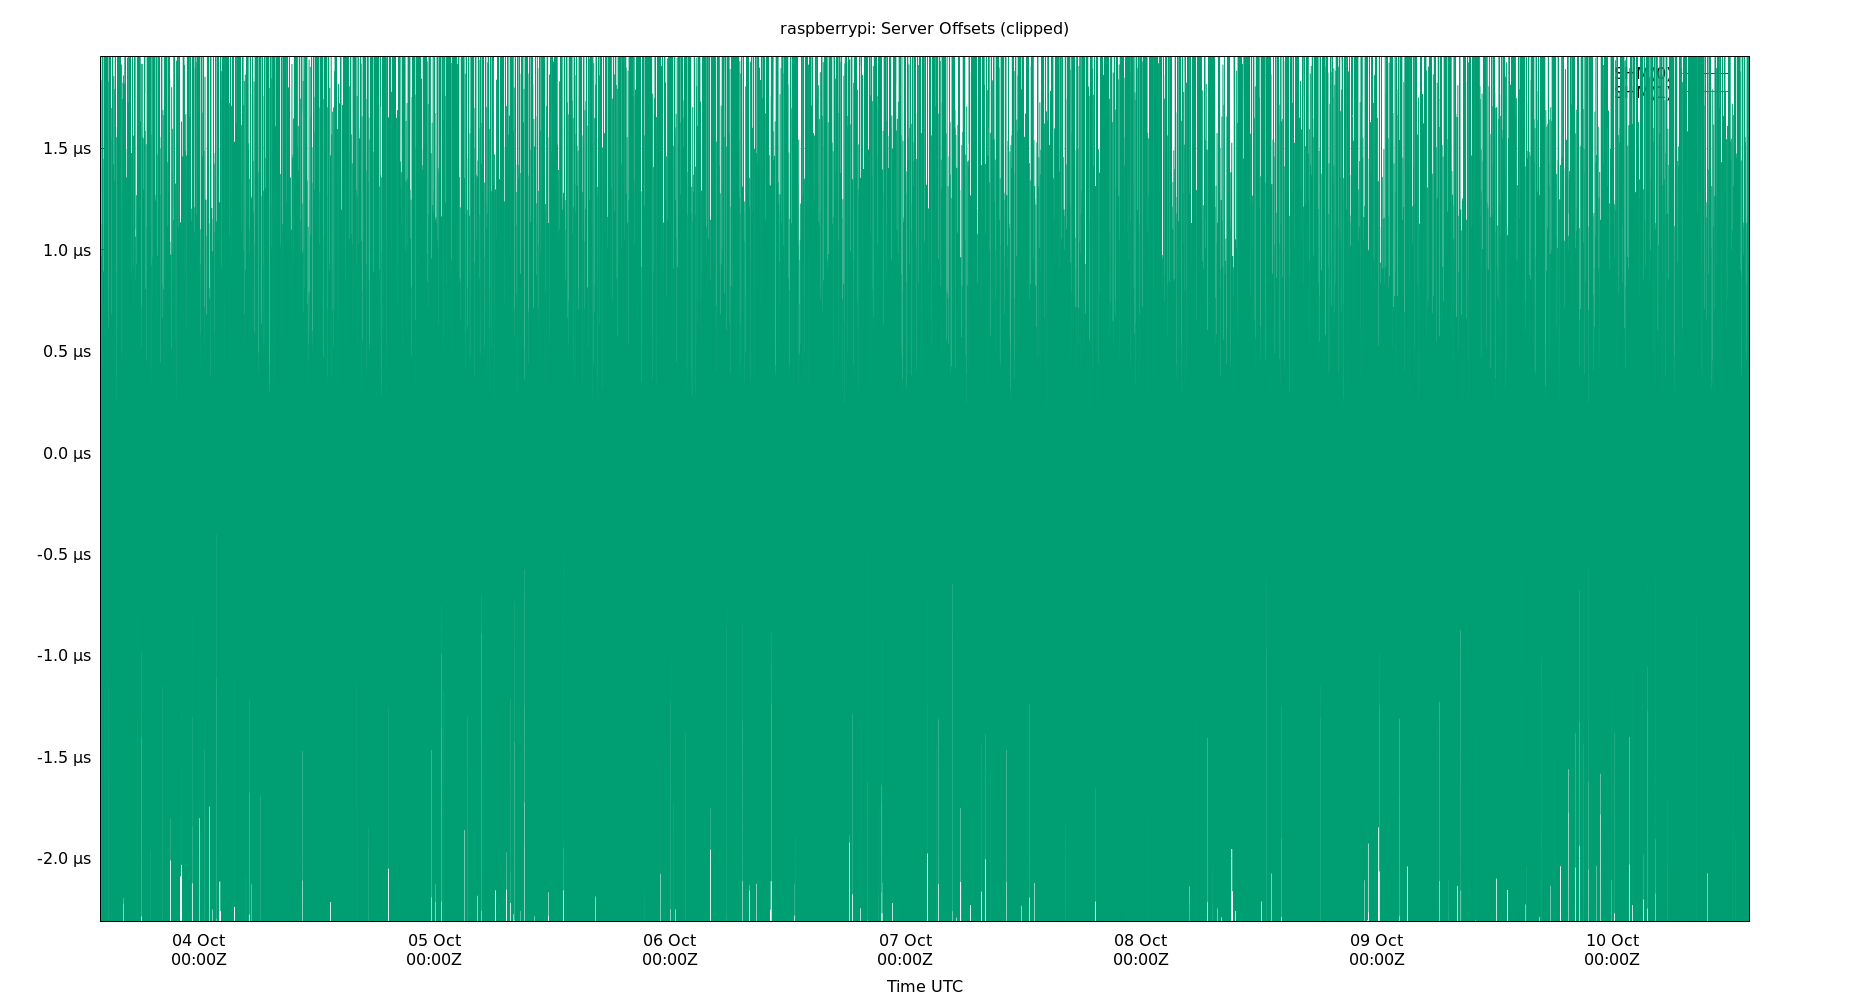 raspberrypi: Server Offsets (clipped)
1.5 µs
1.0 µs
0.5 µs
0.0 µs
-0.5 µs
-1.0 µs
-1.5 µs
-2.0 µs
04 Oct 05 Oct 06 Oct 07 Oct 08 Oct 09 Oct 10 Oct
00:00Z 00:00Z 00:00Z 00:00Z 00:00Z 00:00Z 00:00Z
Time UTC